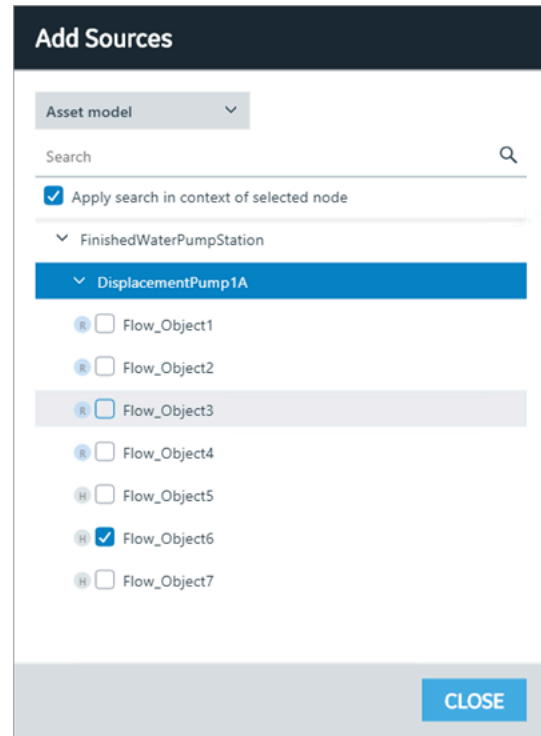 Add Sources
Asset model
Search
Apply search in context of selected node
FinishedWaterPumpStation
DisplacementPump1A
R Flow_Object1
R Flow_Object2
R Flow_Object3
R Flow_Object4
H Flow_Object5
H Flow_Object6
H Flow_Object7
CLOSE